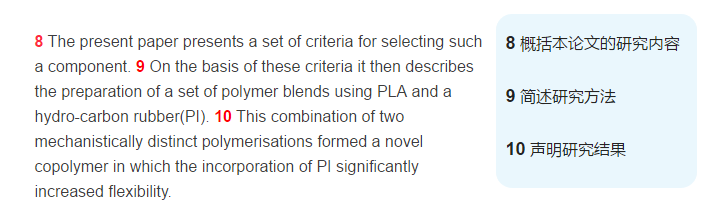 8 The present paper presents a set of criteria for selecting such
a component. 9 On the basis of these criteria it then describes
the preparation of a set of polymer blends using PLA and a
hydro-carbon rubber(PI). 10 This combination of two
mechanistically distinct polymerisations formed a novel
copolymer in which the incorporation of PI significantly
increased flexibility.
8 概括本论文的研究内容
9 简述研究方法
10 声明研究结果